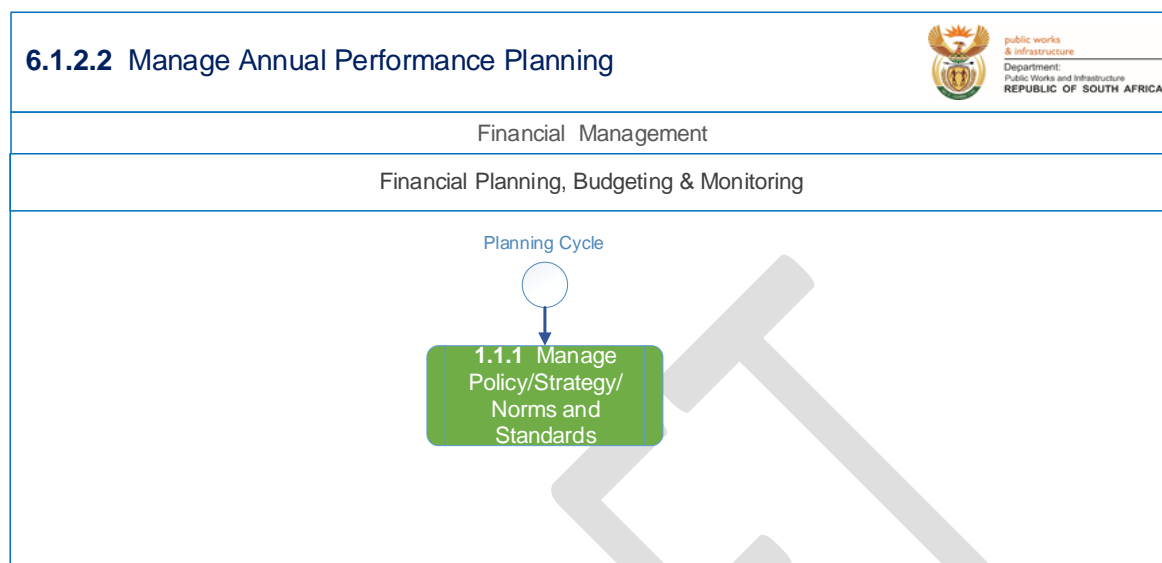 6.1.2.2 Manage Annual Performance Planning
public works
& infrastructure
Department:
Public Works and Infrastructure
REPUBLIC OF SOUTH AFRICA
Financial Management
Financial Planning, Budgeting & Monitoring
Planning Cycle
1.1.1 Manage
Policy/Strategy/
Norms and
Standards